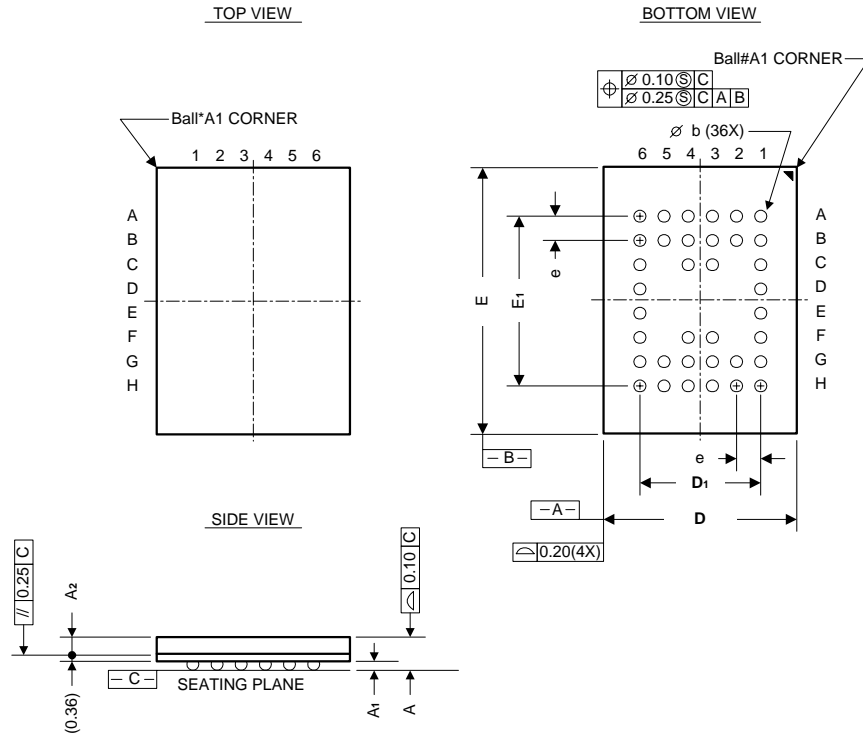 TOP VIEW
Ball*A1 CORNER
1 2 3 4 5 6
A
B
C
D
E
F
G
H
BOTTOM VIEW
Ball#A1 CORNER
⌀ 0.10 Ⓢ C
⌀ 0.25 Ⓢ C A B
⌀ b (36X)
6 5 4 3 2 1
A
B
C
D
E
F
G
H
e
E1
E
e
D1
D
– B –
– A –
0.20(4X)
SIDE VIEW
// 0.25 C
A2
(0.36)
0.10 C
– C –
SEATING PLANE
A1
A